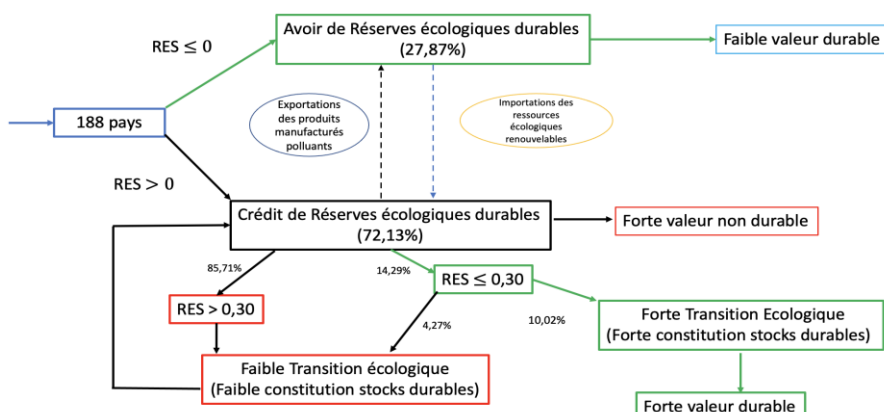 RES ≤ 0
Avoir de Réserves écologiques durables
(27,87%)
Faible valeur durable
188 pays
Exportations
des produits
manufacturés
polluants
Importations des
ressources
écologiques
renouvelables
RES > 0
Crédit de Réserves écologiques durables
(72,13%)
Forte valeur non durable
85,71%
14,29%
RES ≤ 0,30
RES > 0,30
4,27%
10,02%
Forte Transition Ecologique
(Forte constitution stocks durables)
Faible Transition écologique
(Faible constitution stocks durables)
Forte valeur durable